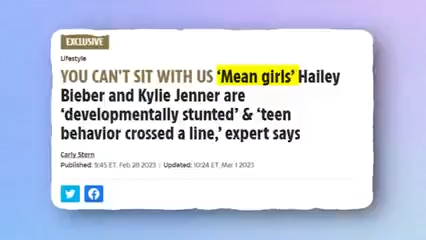 EXCLUSIVE
Lifestyle
YOU CAN'T SIT WITH US 'Mean girls' Hailey
Bieber and Kylie Jenner are
'developmentally stunted' & 'teen
behavior crossed a line,' expert says
Carly Stern
Published: 9:45 ET, Feb 28 2023 | Updated: 10:24 ET, Mar 1 2023